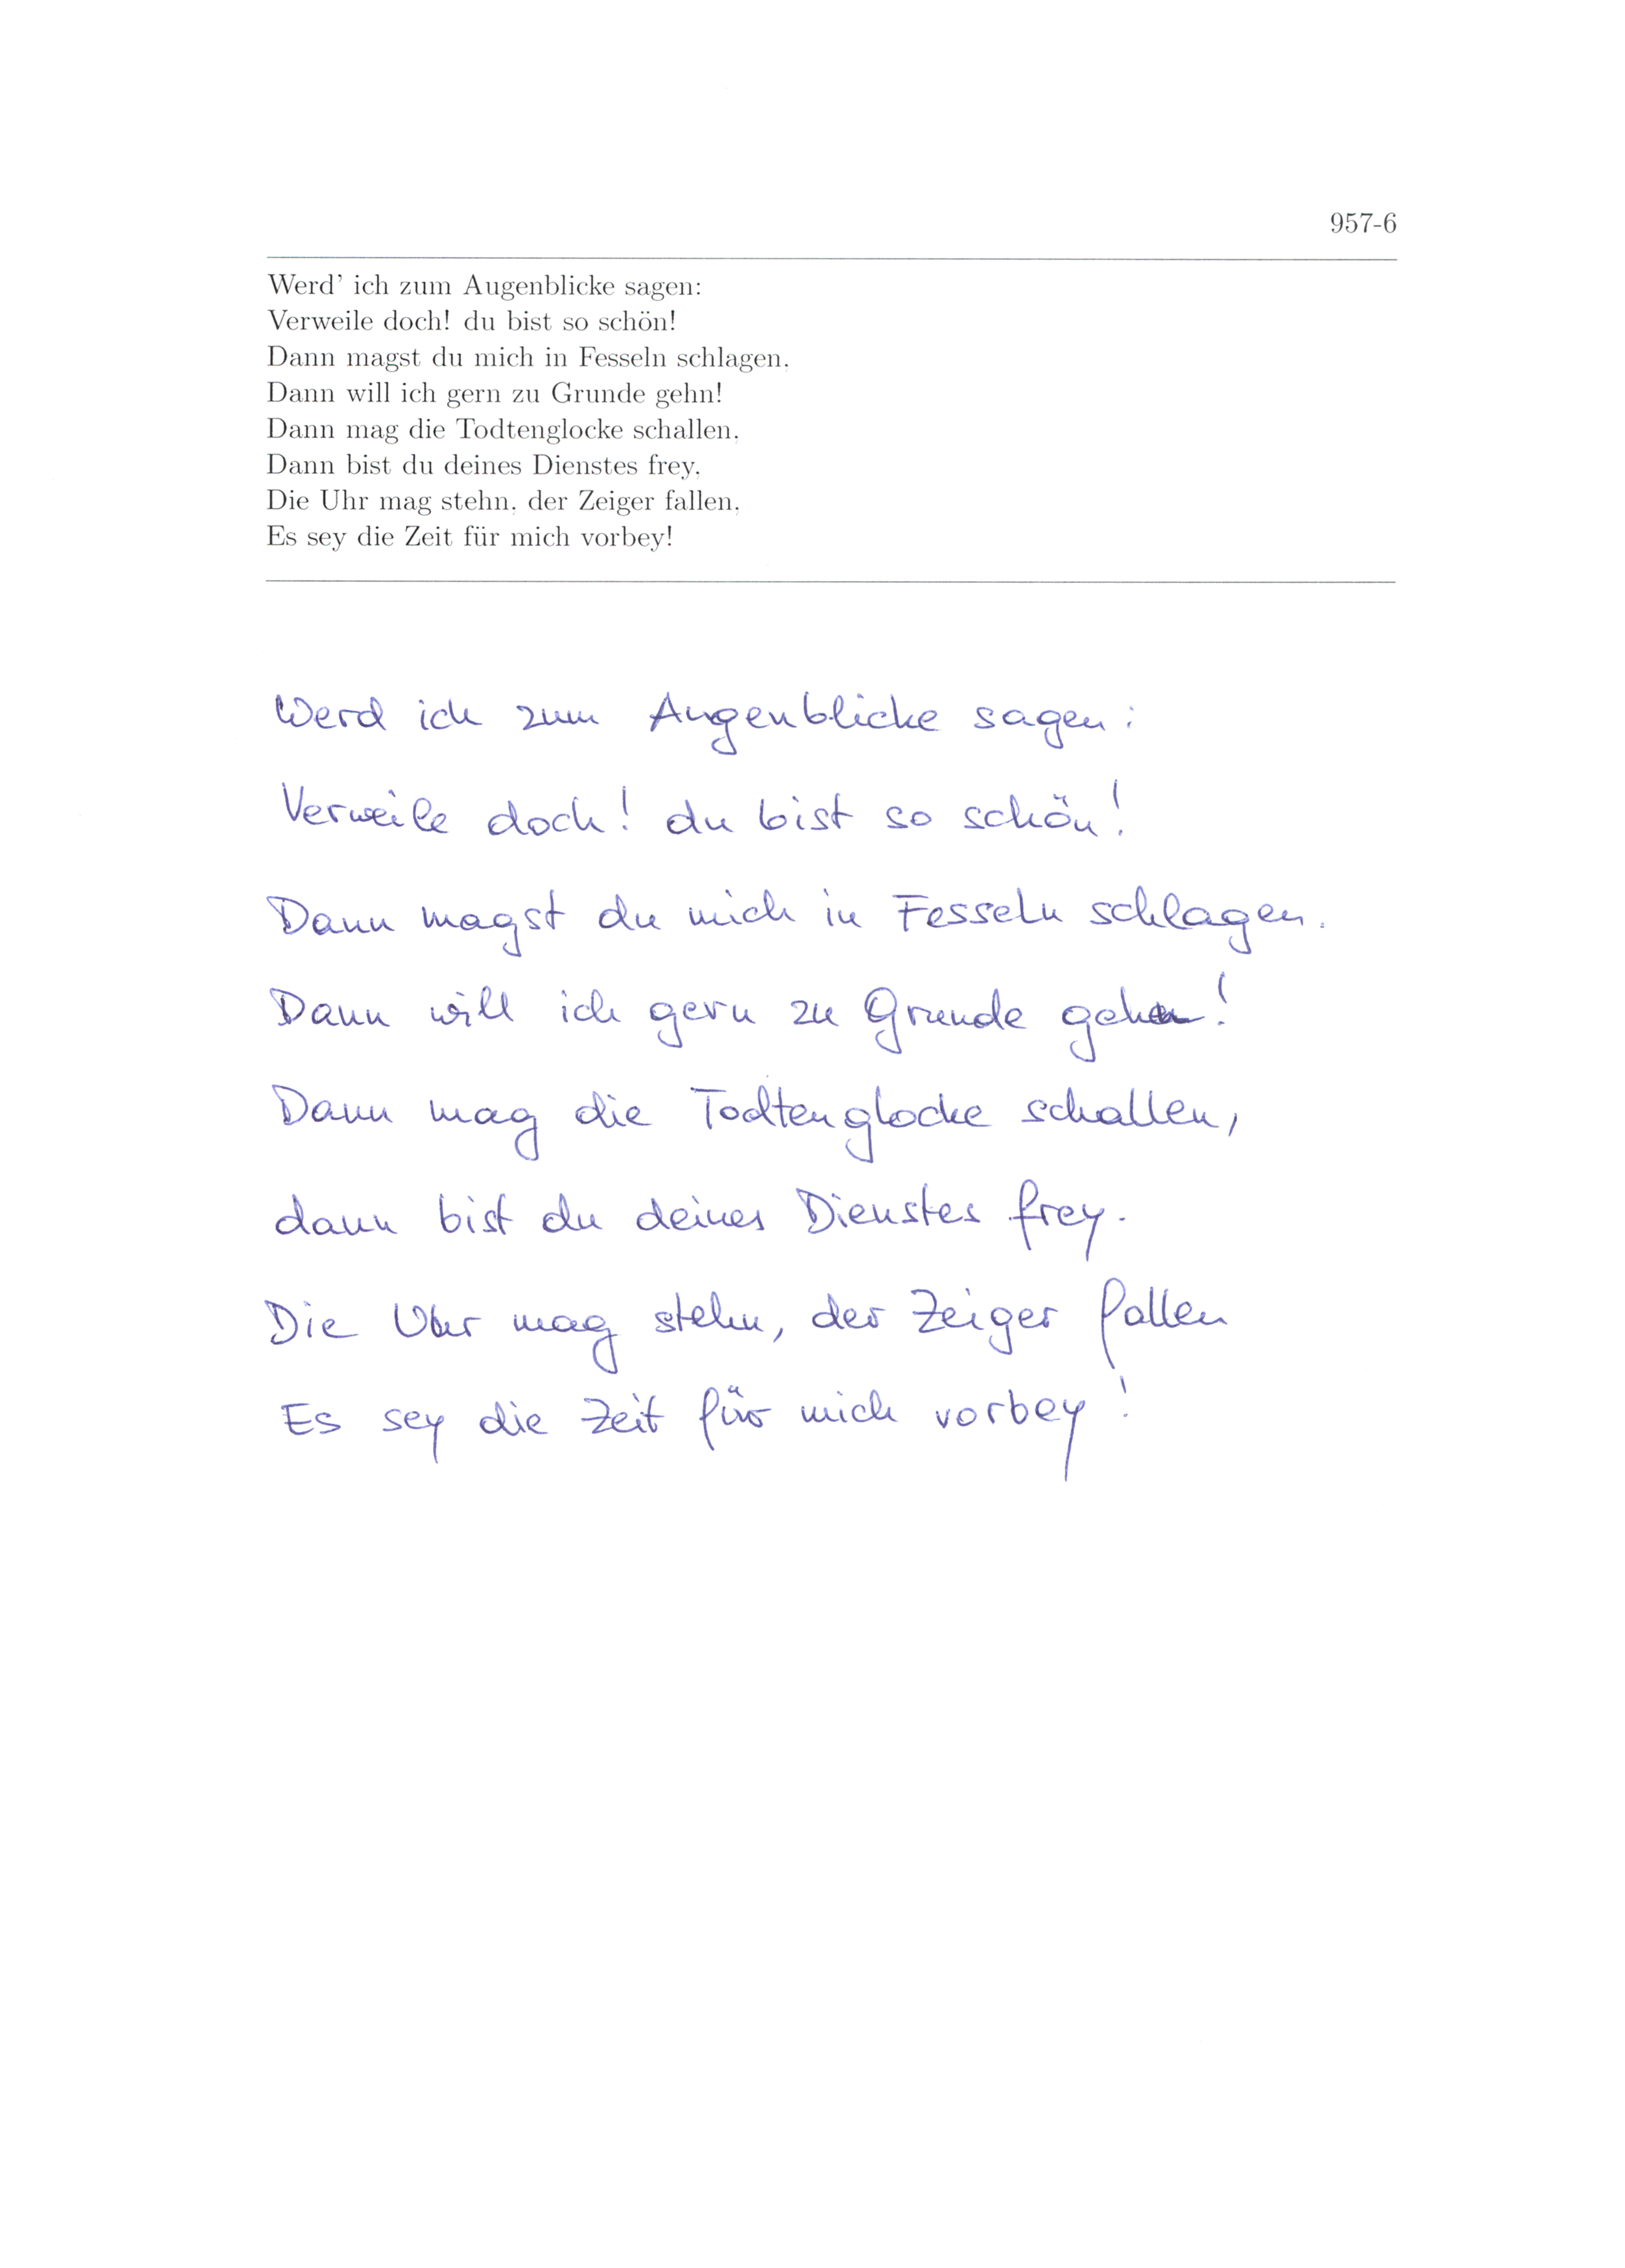 957-6
Werd' ich zum Augenblicke sagen:
Verweile doch! du bist so schön!
Dann magst du mich in Fesseln schlagen.
Dann will ich gern zu Grunde gehn!
Dann mag die Todtenglocke schallen.
Dann bist du deines Dienstes frey.
Die Uhr mag stehn, der Zeiger fallen.
Es sey die Zeit für mich vorbey!
Werd ich zum Augenblicke sagen:
Verweile doch! du bist so schön!
Dann magst du mich in Fesseln schlagen.
Dann will ich gern zu Grunde gehn!
Dann mag die Todtenglocke schallen,
dann bist du deines Dienstes frey.
Die Uhr mag stehn, der Zeiger fallen
Es sey die Zeit für mich vorbey!